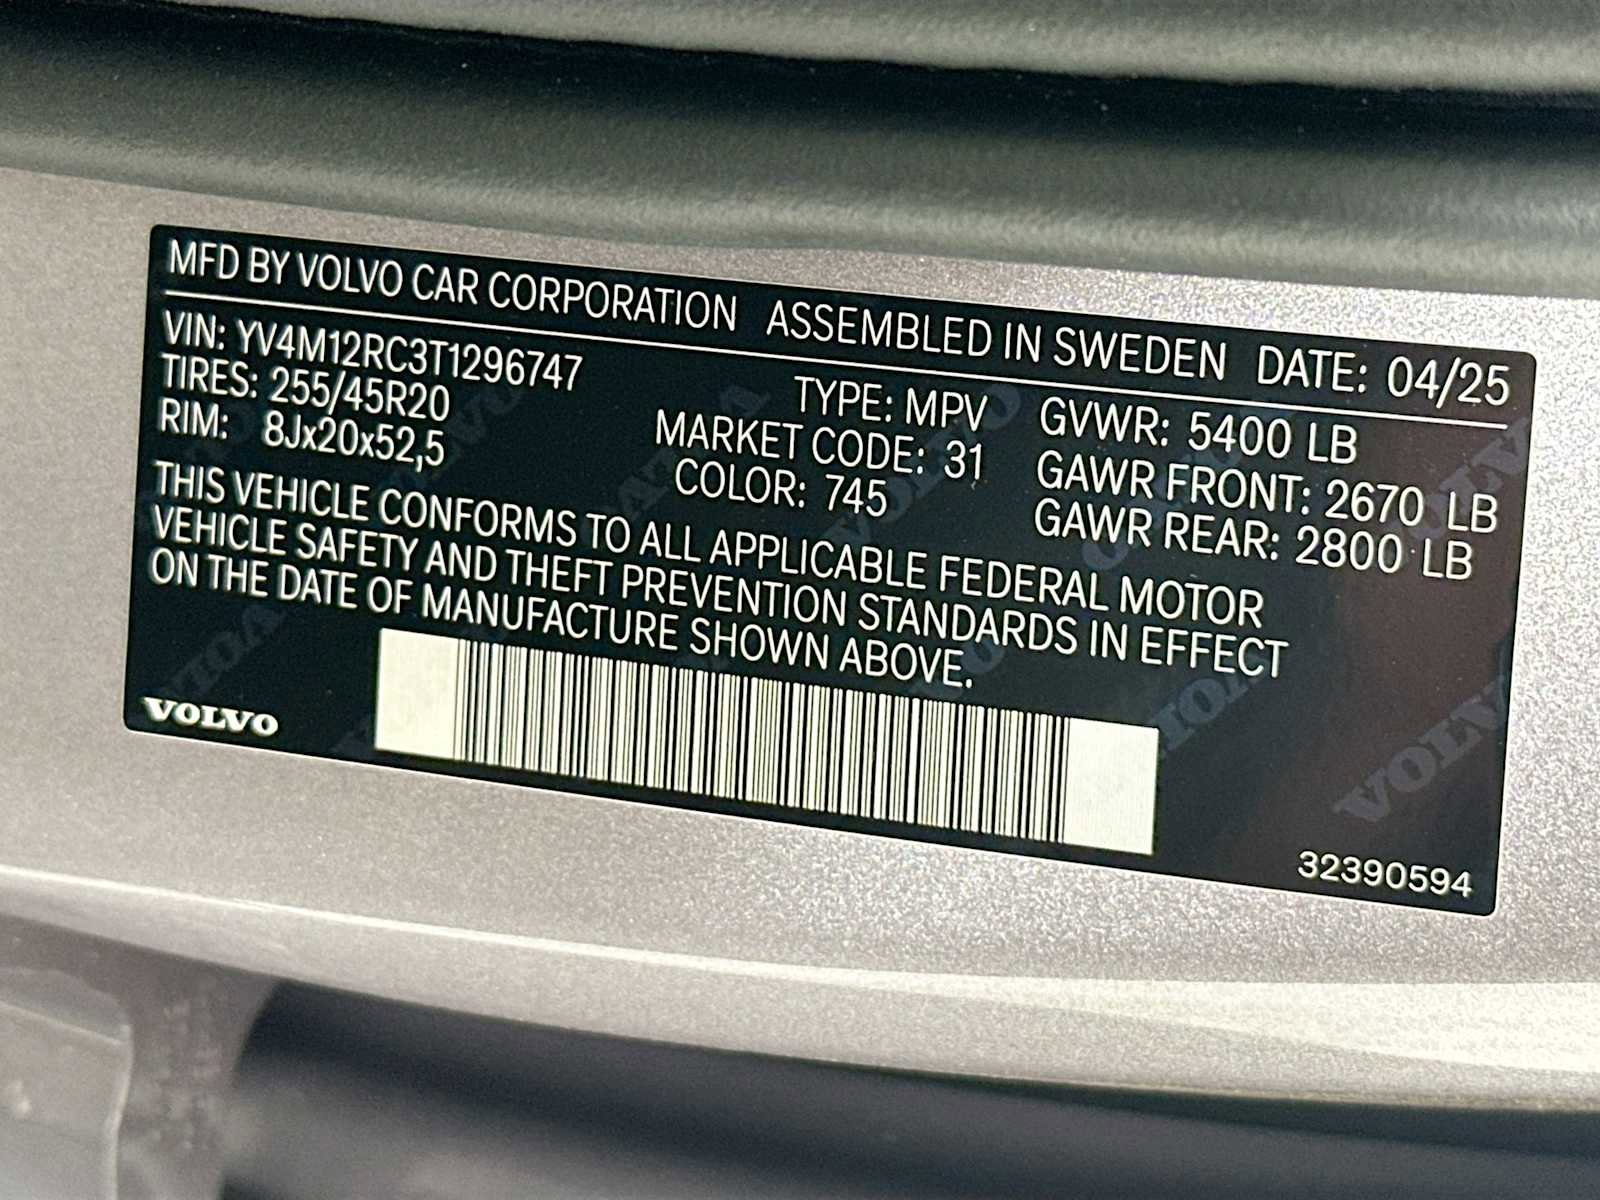 MFD BY VOLVO CAR CORPORATION ASSEMBLED IN SWEDEN DATE: 04/25
VIN: YV4M12RC3T1296747
TIRES: 255/45R20
RIM: 8Jx20x52,5
TYPE: MPV
MARKET CODE: 31
COLOR: 745
GVWR: 5400 LB
GAWR FRONT: 2670 LB
GAWR REAR: 2800 LB
THIS VEHICLE CONFORMS TO ALL APPLICABLE FEDERAL MOTOR
VEHICLE SAFETY AND THEFT PREVENTION STANDARDS IN EFFECT
ON THE DATE OF MANUFACTURE SHOWN ABOVE.
VOLVO
32390594